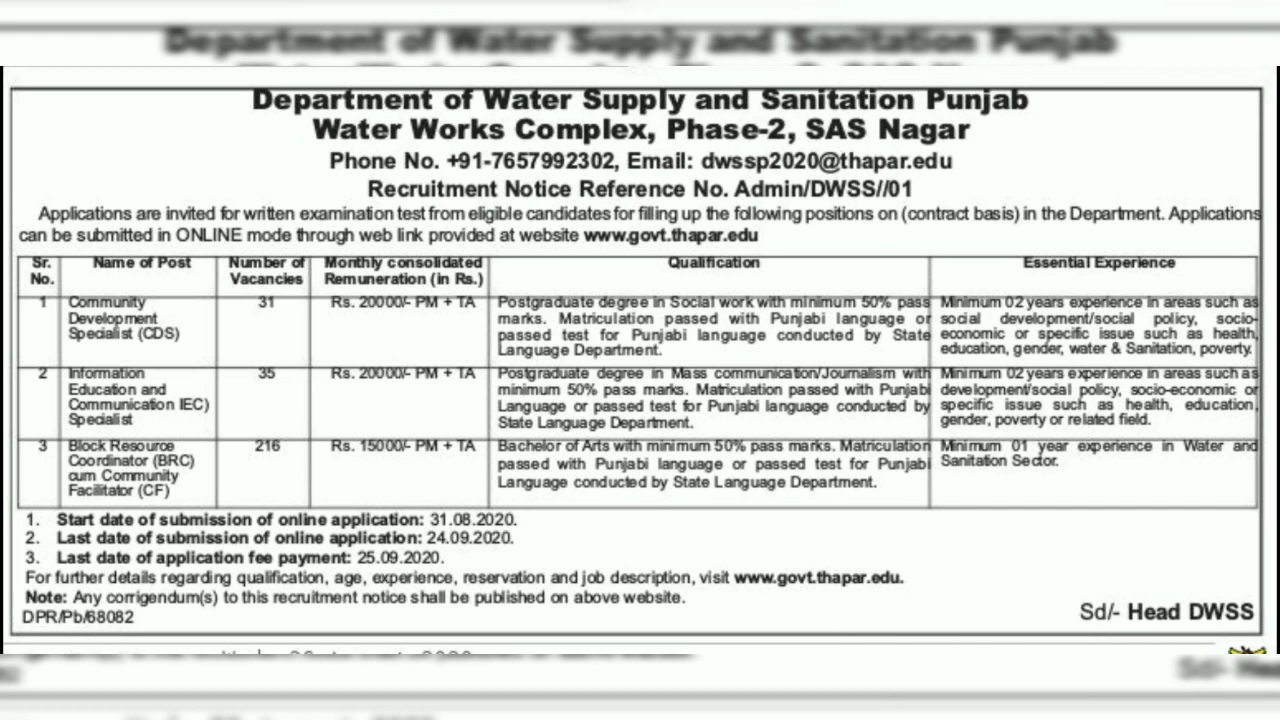 Department of Water Supply and Sanitation Punjab
Department of Water Supply and Sanitation Punjab
Water Works Complex, Phase-2, SAS Nagar
Phone No. +91-7657992302, Email: dwssp2020@thapar.edu
Recruitment Notice Reference No. Admin/DWSS//01
Applications are invited for written examination test from eligible candidates for filling up the following positions on (contract basis) in the Department. Applications
can be submitted in ONLINE mode through web link provided at website www.govt.thapar.edu
Sr. No. Name of Post Number of Vacancies Monthly consolidated Remuneration (in Rs.) Qualification Essential Experience
1 Community Development Specialist (CDS) 31 Rs. 20000/- PM + TA Postgraduate degree in Social work with minimum 50% pass marks. Matriculation passed with Punjabi language or passed test for Punjabi language conducted by State Language Department. Minimum 02 years experience in areas such as social development/social policy, socio-economic or specific issue such as health, education, gender, water & Sanitation, poverty.
2 Information Education and Communication IEC) Specialist 35 Rs. 20000/- PM + TA Postgraduate degree in Mass communication/Journalism with minimum 50% pass marks. Matriculation passed with Punjabi Language or passed test for Punjabi language conducted by State Language Department. Minimum 02 years experience in areas such as development/social policy, socio-economic or specific issue such as health, education, gender, poverty or related field.
3 Block Resource Coordinator (BRC) cum Community Facilitator (CF) 216 Rs. 15000/- PM + TA Bachelor of Arts with minimum 50% pass marks. Matriculation passed with Punjabi language or passed test for Punjabi Language conducted by State Language Department. Minimum 01 year experience in Water and Sanitation Sector.
1. Start date of submission of online application: 31.08.2020.
2. Last date of submission of online application: 24.09.2020.
3. Last date of application fee payment: 25.09.2020.
For further details regarding qualification, age, experience, reservation and job description, visit www.govt.thapar.edu.
Note: Any corrigendum(s) to this recruitment notice shall be published on above website.
DPR/Pb/68082
Sd/- Head DWSS